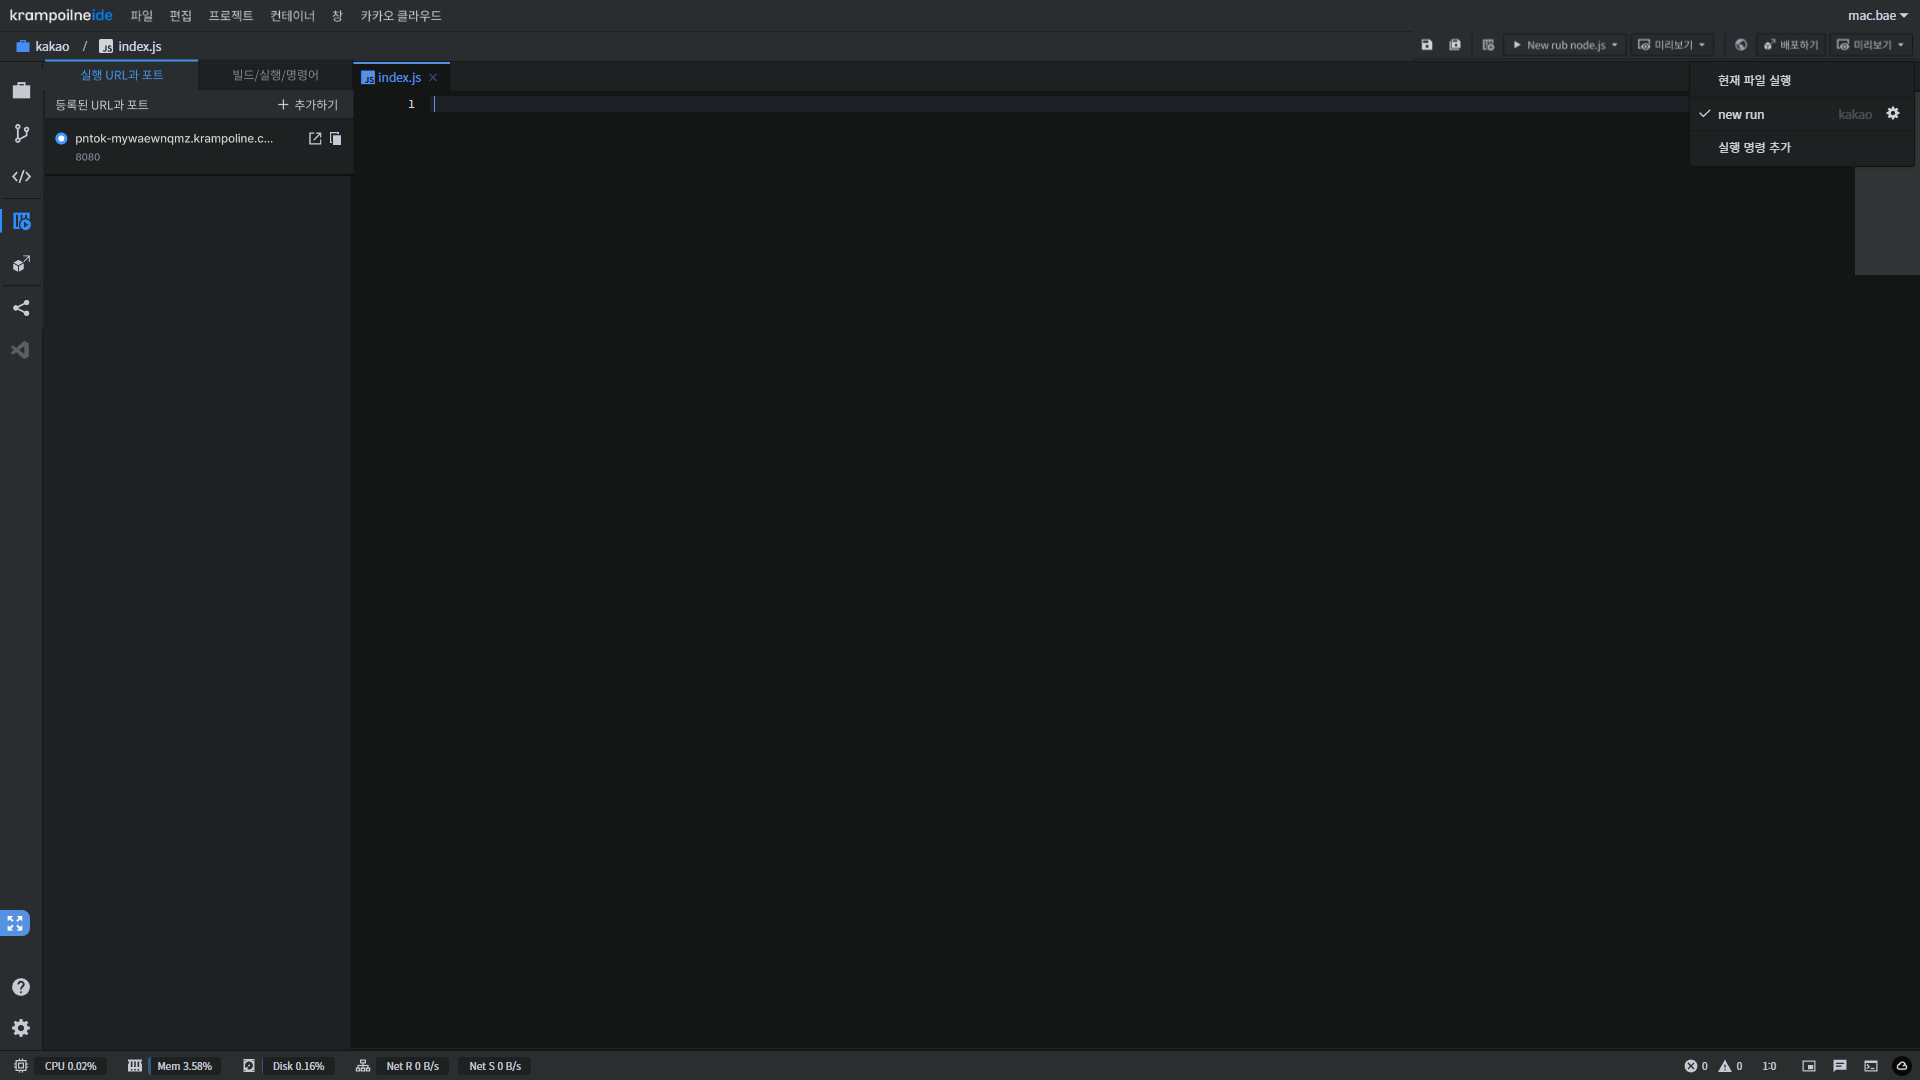 krampoilneide 파일 편집 프로젝트 컨테이너 창 카카오 클라우드 mac.bae
kakao / index.js
New rub node.js 미리보기 배포하기 미리보기
실행 URL과 포트 빌드/실행/명령어
index.js
등록된 URL과 포트 추가하기
1
pntok-mywaewnqmz.krampoline.c...
8080
현재 파일 실행
new run kakao
실행 명령 추가
CPU 0.02% Mem 3.58% Disk 0.16% Net R 0 B/s Net S 0 B/s 0 0 1:0